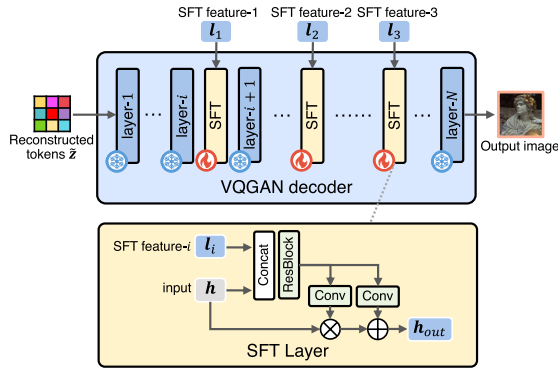 SFT feature-1
SFT feature-2
SFT feature-3
l₁
l₂
l₃
layer-1
...
layer-i
SFT
layer-i + 1
...
SFT
......
SFT
...
layer-N
Reconstructed
tokens z̃
Output image
VQGAN decoder
SFT feature-i
lᵢ
input
h
Concat
ResBlock
Conv
Conv
h_out
SFT Layer